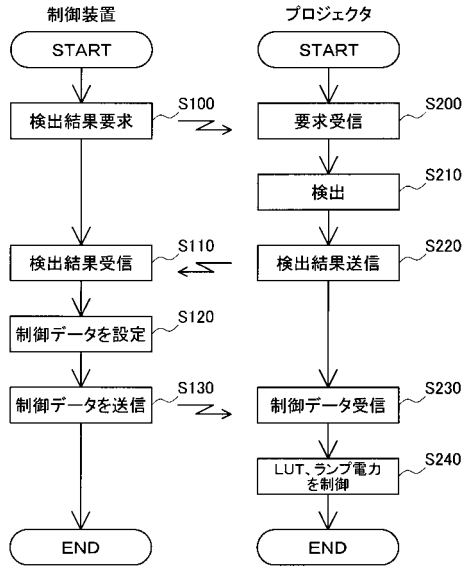 制御装置
プロジェクタ
START
START
検出結果要求
S100
要求受信
S200
検出
S210
検出結果受信
S110
検出結果送信
S220
制御データを設定
S120
制御データを送信
S130
制御データ受信
S230
LUT、ランプ電力
を制御
S240
END
END